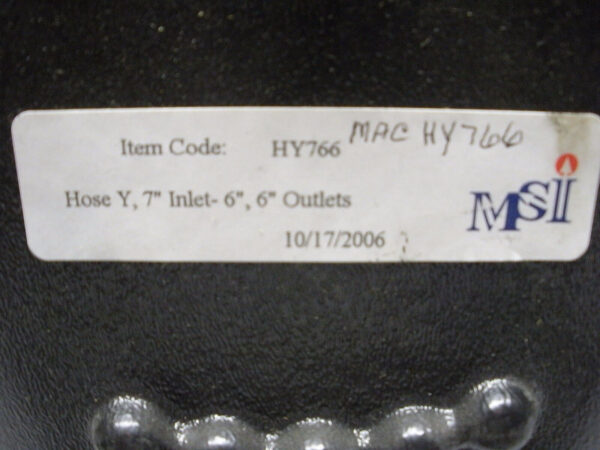 Item Code: HY766 MAC HY766
Hose Y, 7" Inlet- 6", 6" Outlets
10/17/2006
MSI